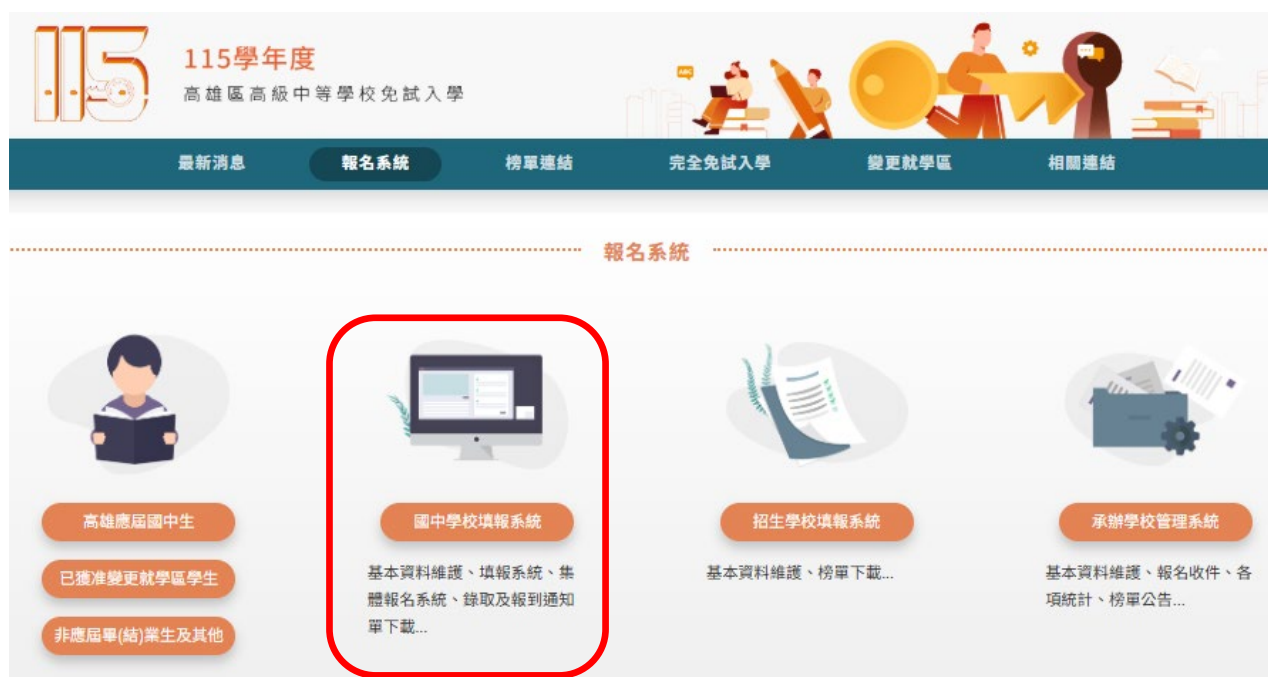 115
115學年度
高雄區高級中等學校免試入學
ABC
最新消息
報名系統
榜單連結
完全免試入學
變更就學區
相關連結
報名系統
高雄應屆國中生
已獲准變更就學區學生
非應屆畢(結)業生及其他
國中學校填報系統
基本資料維護、填報系統、集
體報名系統、錄取及報到通知
單下載...
招生學校填報系統
基本資料維護、榜單下載...
承辦學校管理系統
基本資料維護、報名收件、各
項統計、榜單公告...